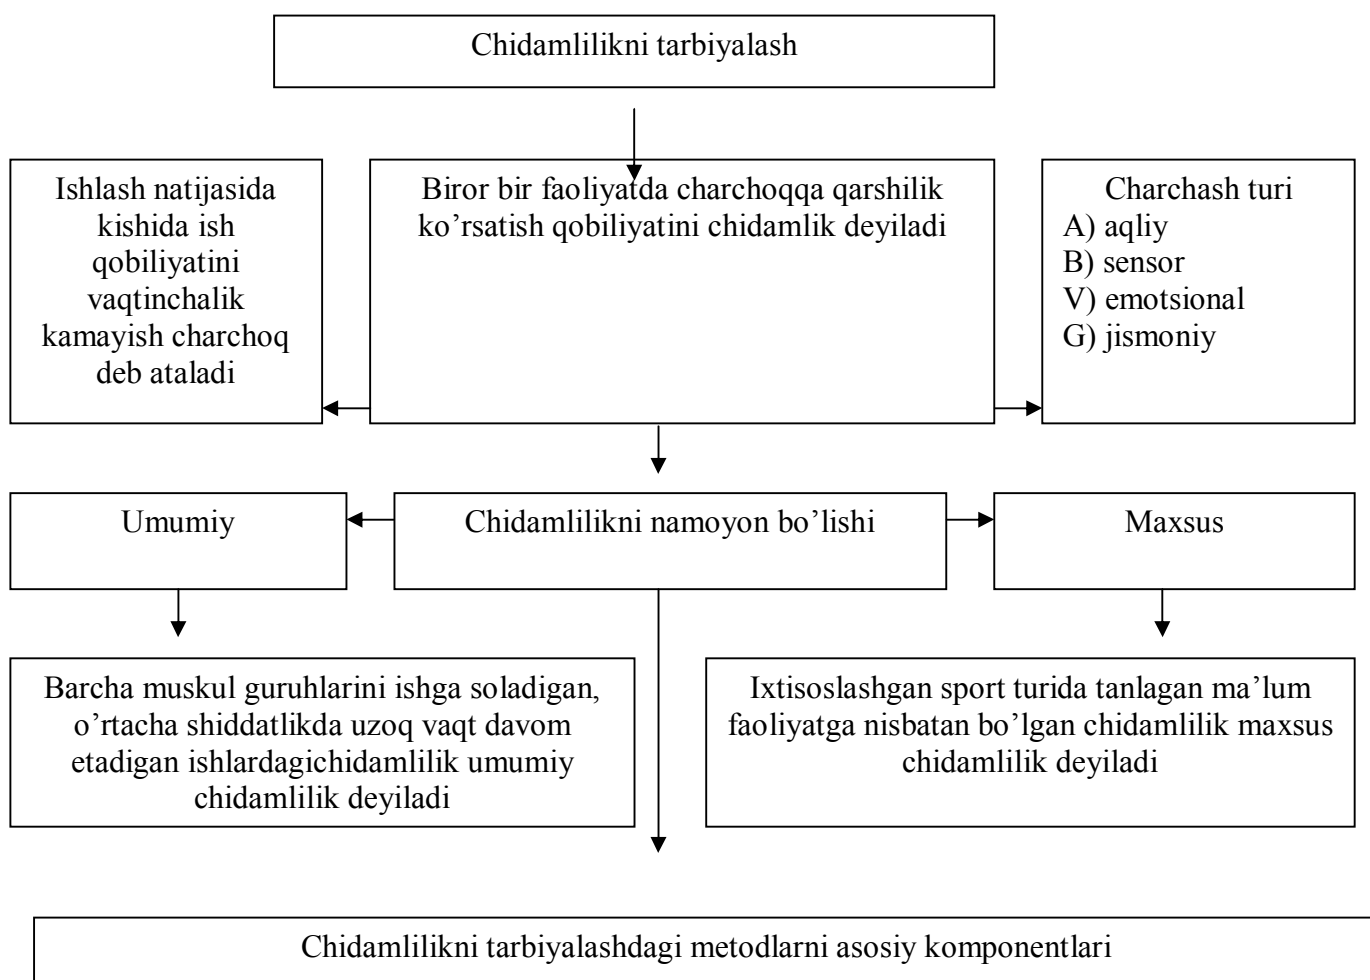 Chidamlilikni tarbiyalash
Ishlash natijasida
kishida ish
qobiliyatini
vaqtinchalik
kamayish charchoq
deb ataladi
Biror bir faoliyatda charchoqqa qarshilik
ko’rsatish qobiliyatini chidamlik deyiladi
Charchash turi
A) aqliy
B) sensor
V) emotsional
G) jismoniy
Umumiy
Chidamlilikni namoyon bo’lishi
Maxsus
Barcha muskul guruhlarini ishga soladigan,
o’rtacha shiddatlikda uzoq vaqt davom
etadigan ishlardagichidamlilik umumiy
chidamlilik deyiladi
Ixtisoslashgan sport turida tanlagan ma’lum
faoliyatga nisbatan bo’lgan chidamlilik maxsus
chidamlilik deyiladi
Chidamlilikni tarbiyalashdagi metodlarni asosiy komponentlari